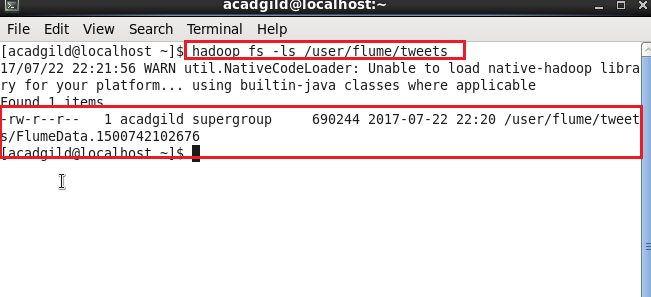 acadgild@localhost:~
File Edit View Search Terminal Help
[acadgild@localhost ~]$ hadoop fs -ls /user/flume/tweets
17/07/22 22:21:56 WARN util.NativeCodeLoader: Unable to load native-hadoop libra
ry for your platform... using builtin-java classes where applicable
Found 1 items
-rw-r--r-- 1 acadgild supergroup 690244 2017-07-22 22:20 /user/flume/tweet
s/FlumeData.1500742102676
[acadgild@localhost ~]$